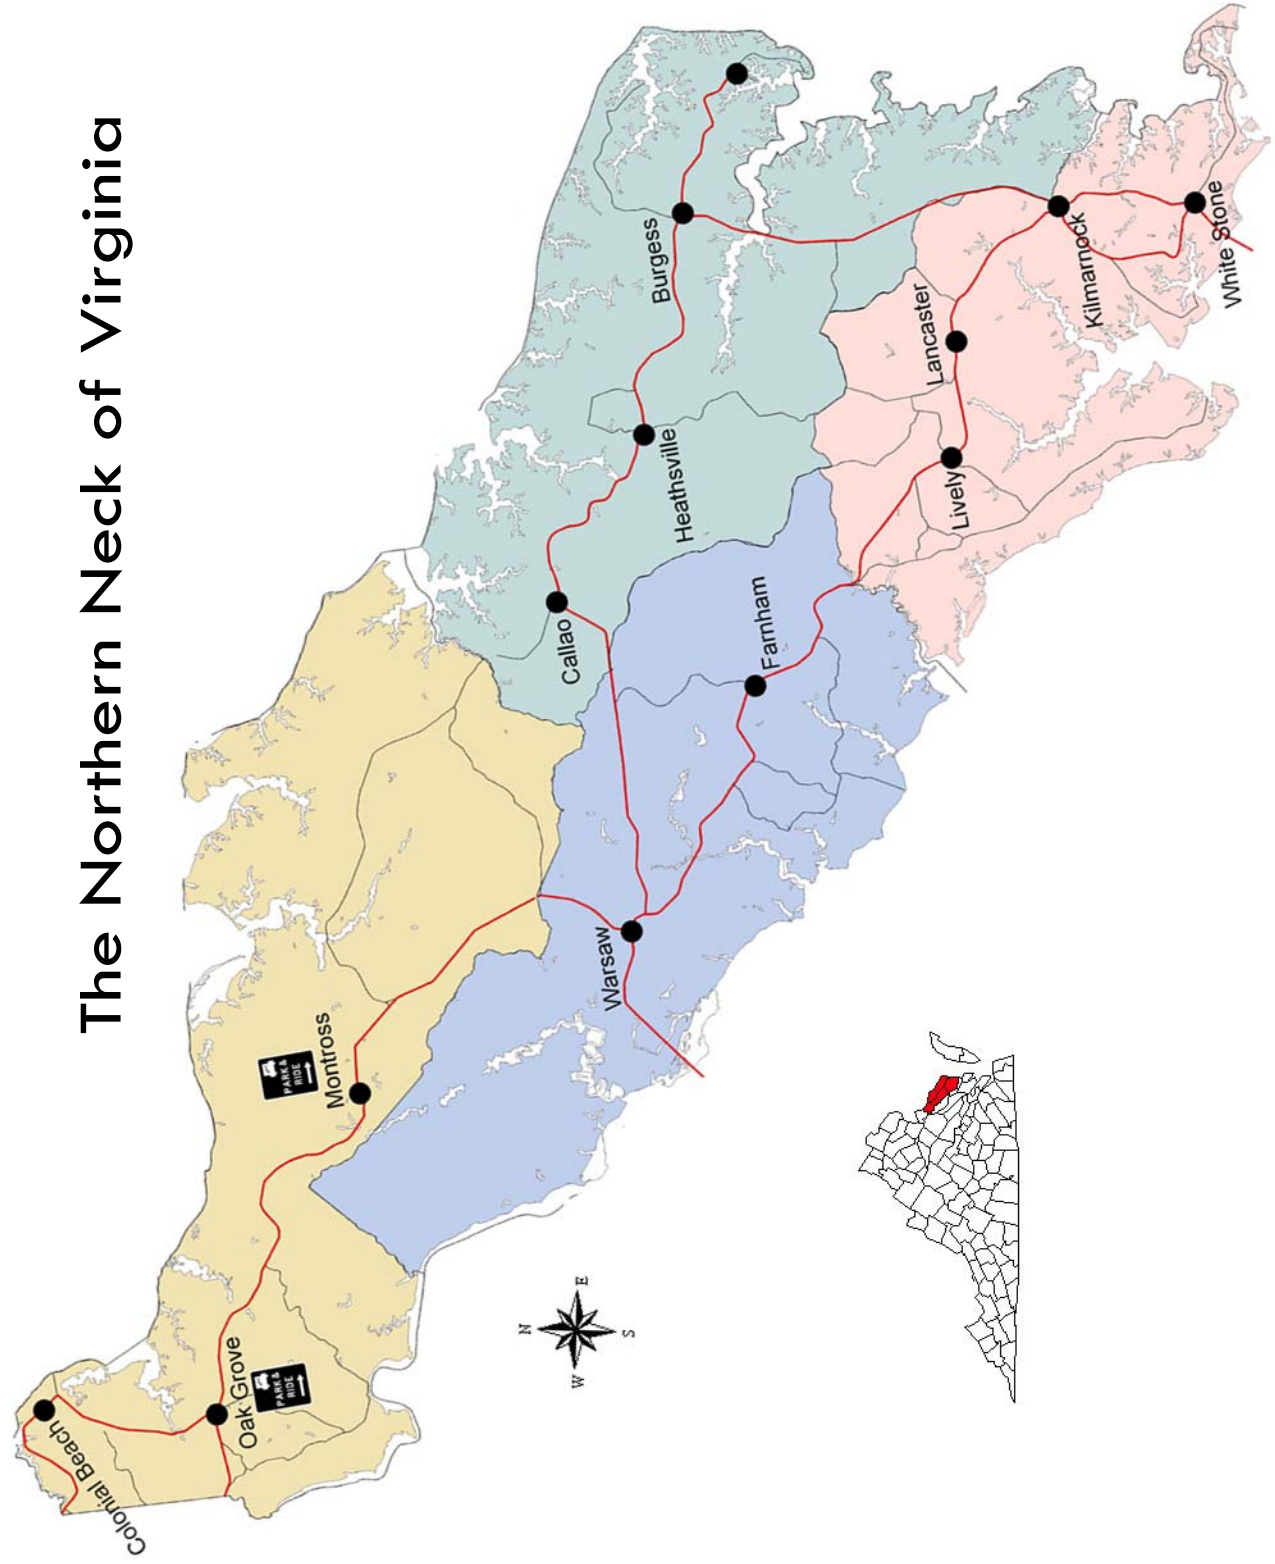 The Northern Neck of Virginia
Colonial Beach
Oak Grove
PARK &
RIDE
Montross
PARK &
RIDE
Warsaw
Callao
Farnham
Heathsville
Burgess
Lively
Lancaster
Kilmarnock
White Stone
N
W
E
S